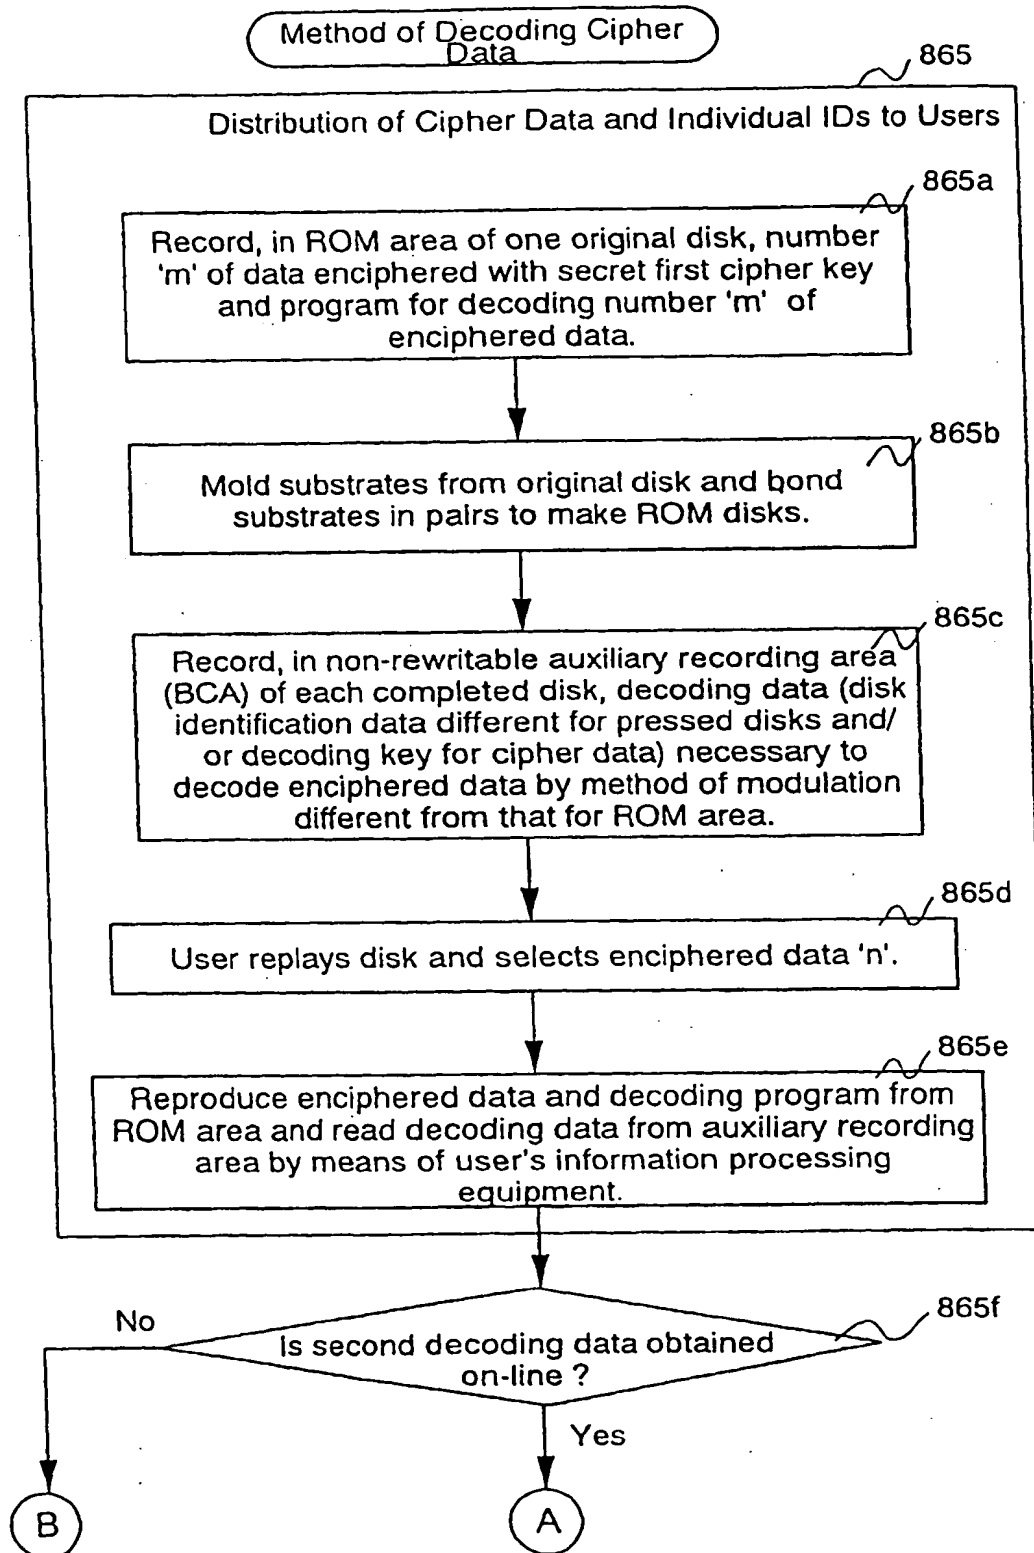 Method of Decoding Cipher
Data
865
Distribution of Cipher Data and Individual IDs to Users
865a
Record, in ROM area of one original disk, number
'm' of data enciphered with secret first cipher key
and program for decoding number 'm' of
enciphered data.
865b
Mold substrates from original disk and bond
substrates in pairs to make ROM disks.
865c
Record, in non-rewritable auxiliary recording area
(BCA) of each completed disk, decoding data (disk
identification data different for pressed disks and/
or decoding key for cipher data) necessary to
decode enciphered data by method of modulation
different from that for ROM area.
865d
User replays disk and selects enciphered data 'n'.
865e
Reproduce enciphered data and decoding program from
ROM area and read decoding data from auxiliary recording
area by means of user's information processing
equipment.
865f
No
Is second decoding data obtained
on-line ?
Yes
B
A